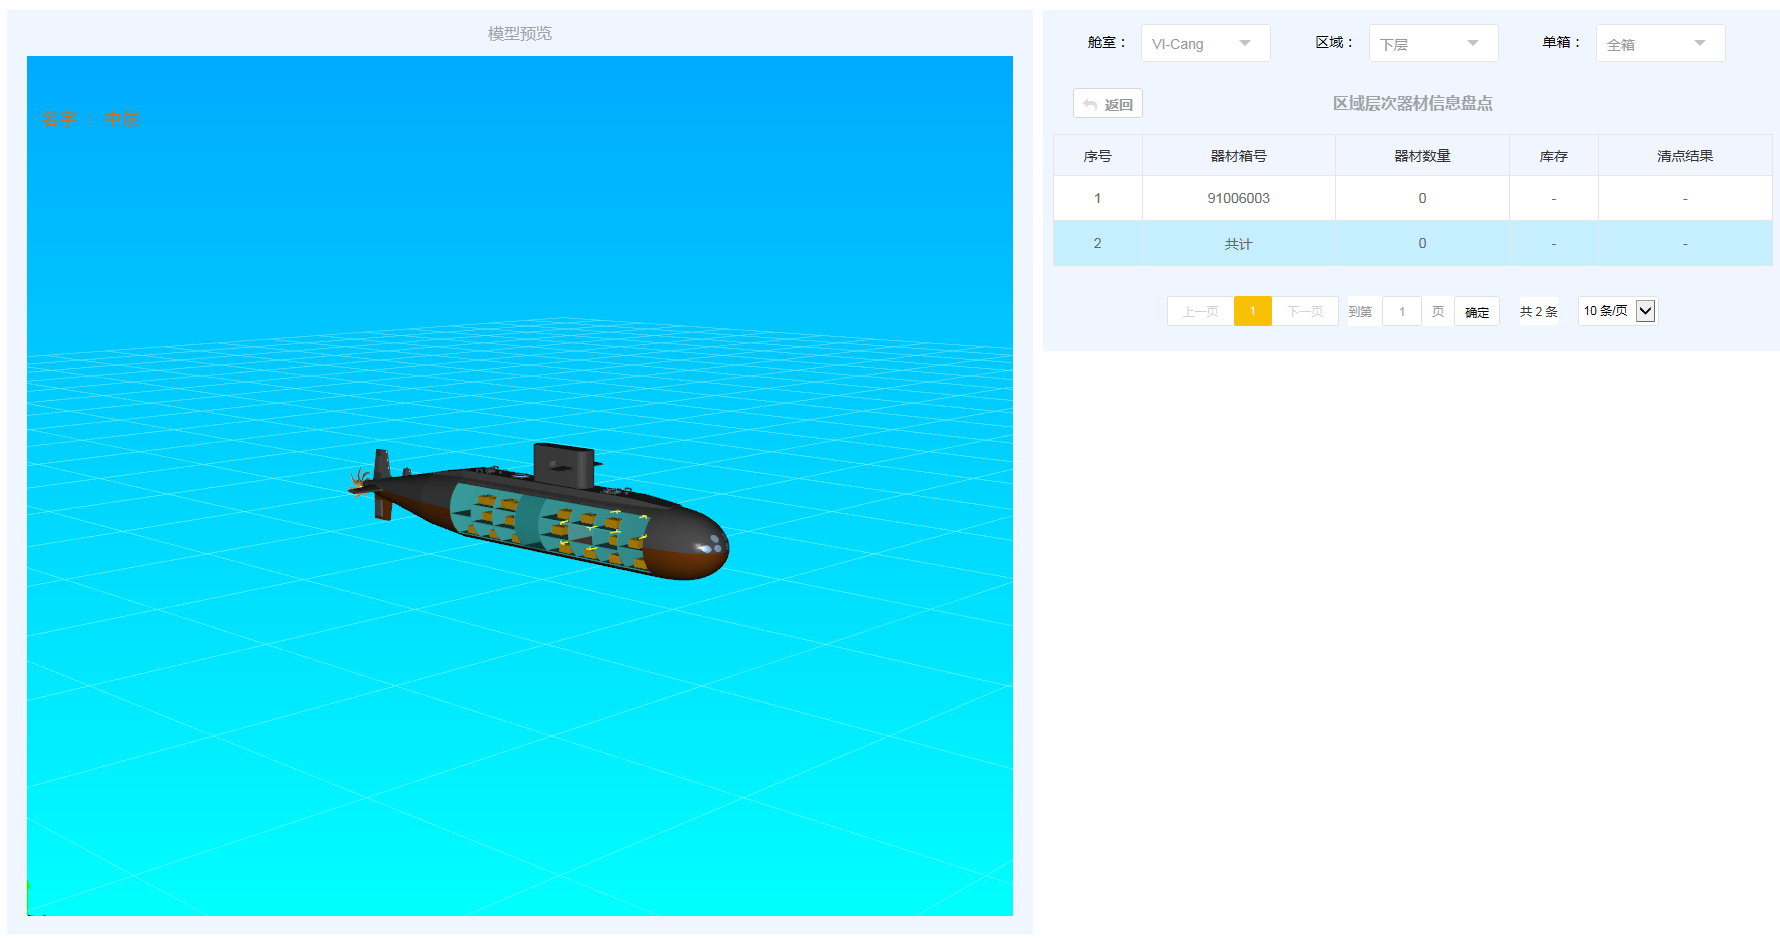 模型预览
名字 : 中层
舱室： VI-Cang 区域： 下层 单箱： 全箱
返回 区域层次器材信息盘点
序号 器材箱号 器材数量 库存 清点结果
1 91006003 0 - -
2 共计 0 - -
上一页 1 下一页 到第 1 页 确定 共 2 条 10 条/页